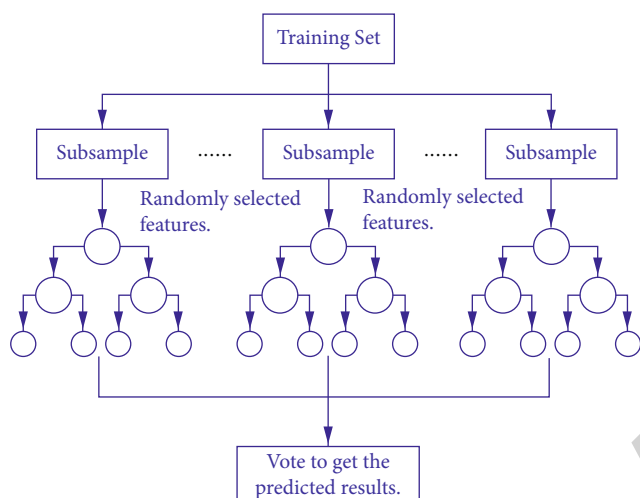 Training Set
Subsample ...... Subsample ...... Subsample
Randomly selected
features.
Randomly selected
features.
Vote to get the
predicted results.